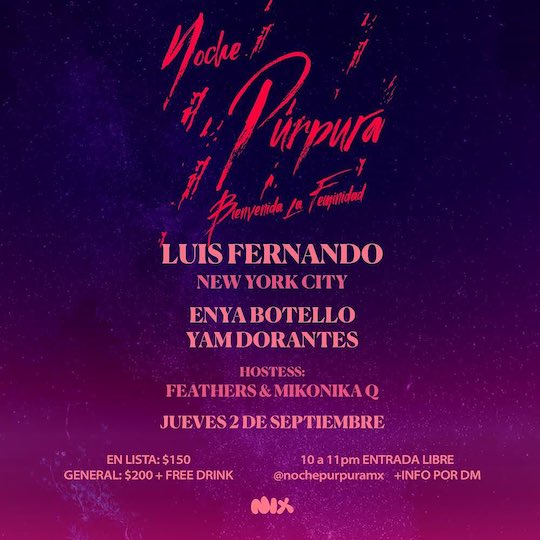 Noche
Púrpura
Bienvenida La Feminidad
LUIS FERNANDO
NEW YORK CITY
ENYA BOTELLO
YAM DORANTES
HOSTESS:
FEATHERS & MIKONIKA Q
JUEVES 2 DE SEPTIEMBRE
EN LISTA: $150
GENERAL: $200 + FREE DRINK
10 a 11pm ENTRADA LIBRE
@nochepurpuramx +INFO POR DM
MIX